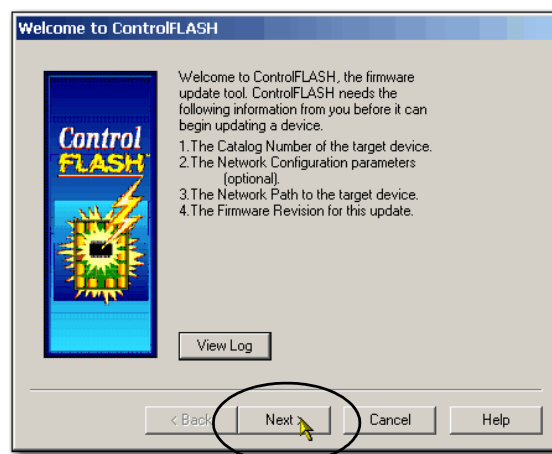 Welcome to ControlFLASH
Welcome to ControlFLASH, the firmware
update tool. ControlFLASH needs the
following information from you before it can
begin updating a device.
1.The Catalog Number of the target device.
2.The Network Configuration parameters
(optional).
3.The Network Path to the target device.
4.The Firmware Revision for this update.
Control
FLASH
View Log
< Back Next > Cancel Help